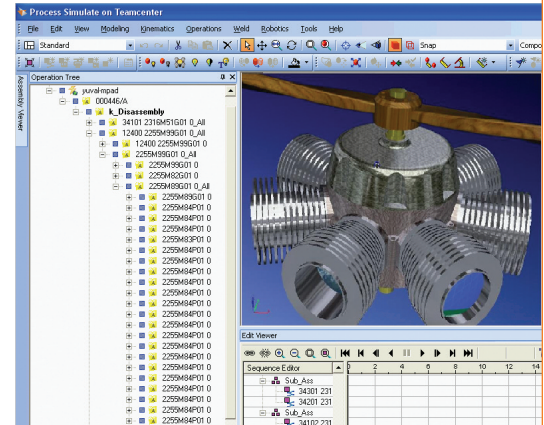 Process Simulate on Teamcenter
File Edit View Modeling Kinematics Operations Weld Robotics Tools Help
Standard
Snap
Compo
Assembly Viewer
Operation Tree
yuval-mpad
000446/A
k_Disassembly
34101 2316M51G01 0_All
12400 2255M99G01 0_All
12400 2255M99G01 0
2255M99G01 0_All
2255M99G01 0
2255M82G01 0
2255M89G01 0_All
2255M89G01 0
2255M84P01 0
2255M84P01 0
2255M84P01 0
2255M83P01 0
2255M84P01 0
2255M84P01 0
2255M84P01 0
2255M84P01 0
2255M84P01 0
2255M84P01 0
2255M84P01 0
2255M84P01 0
2255M84P01 0
2255M84P01 0
2255M84P01 0
2255M84P01 0
2255M84P01 0
2255M84P01 0
Edit Viewer
Sequence Editor
0 2 4 6 8 10 12 14
Sub_Ass
34301 231
34201 231
Sub_Ass
34102 231